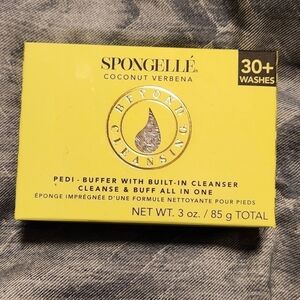 SPONGELLÉ
COCONUT VERBENA
30+
WASHES
BEYOND
CLEANSING
PEDI - BUFFER WITH BUILT-IN CLEANSER
CLEANSE & BUFF ALL IN ONE
ÉPONGE IMPRÉGNÉE D'UNE FORMULE NETTOYANTE POUR PIEDS
NET WT. 3 oz. / 85 g TOTAL